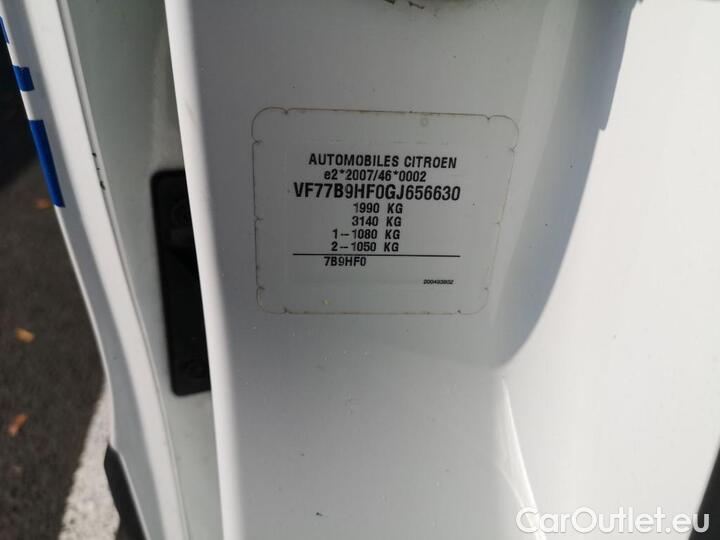 AUTOMOBILES CITROEN
e2*2007/46*0002
VF77B9HF0GJ656630
1990 KG
3140 KG
1-1080 KG
2-1050 KG
7B9HF0
200493802
CarOutlet.eu